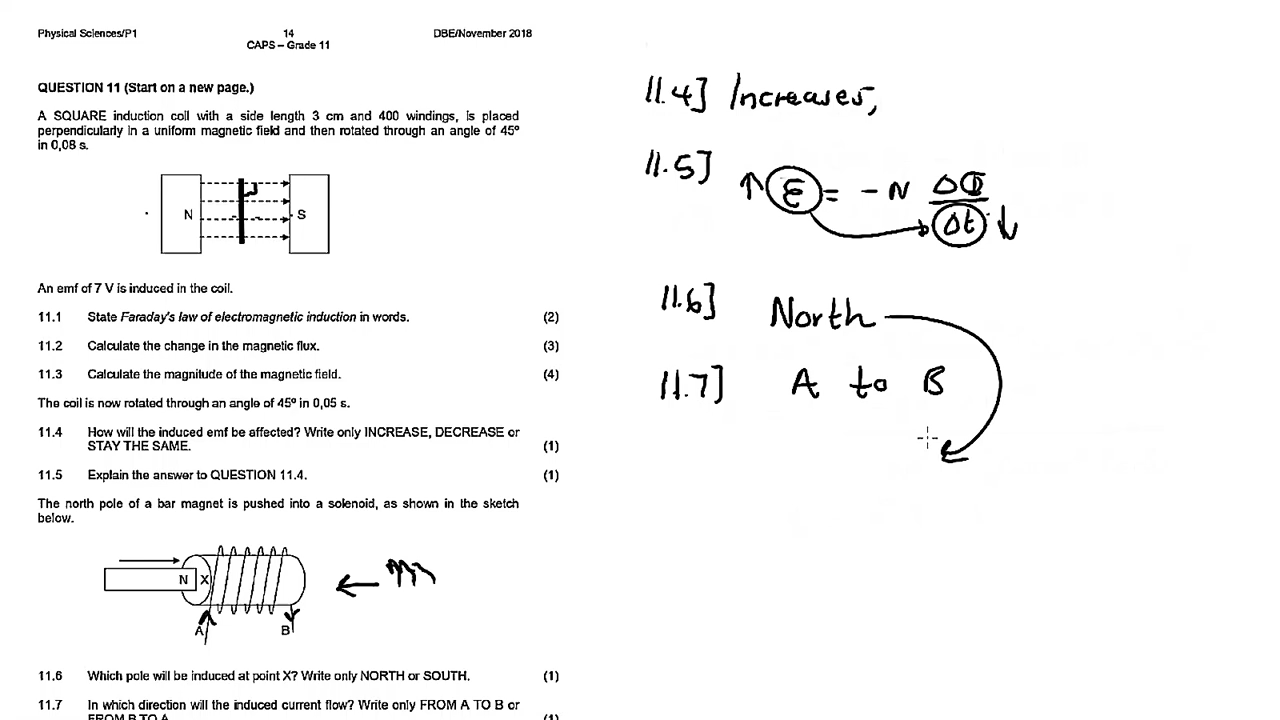 Physical Sciences/P1 14 DBE/November 2018
CAPS – Grade 11
QUESTION 11 (Start on a new page.)
A SQUARE induction coil with a side length 3 cm and 400 windings, is placed
perpendicularly in a uniform magnetic field and then rotated through an angle of 45º
in 0,08 s.
N S
An emf of 7 V is induced in the coil.
11.1 State Faraday's law of electromagnetic induction in words. (2)
11.2 Calculate the change in the magnetic flux. (3)
11.3 Calculate the magnitude of the magnetic field. (4)
The coil is now rotated through an angle of 45º in 0,05 s.
11.4 How will the induced emf be affected? Write only INCREASE, DECREASE or
STAY THE SAME. (1)
11.5 Explain the answer to QUESTION 11.4. (1)
The north pole of a bar magnet is pushed into a solenoid, as shown in the sketch
below.
N X
A B
11.6 Which pole will be induced at point X? Write only NORTH or SOUTH. (1)
11.7 In which direction will the induced current flow? Write only FROM A TO B or
FROM B TO A. (1)
11.4] Increases,
11.5] ↑ ε = - N ΔΦ
Δt ↓
11.6] North
11.7] A to B